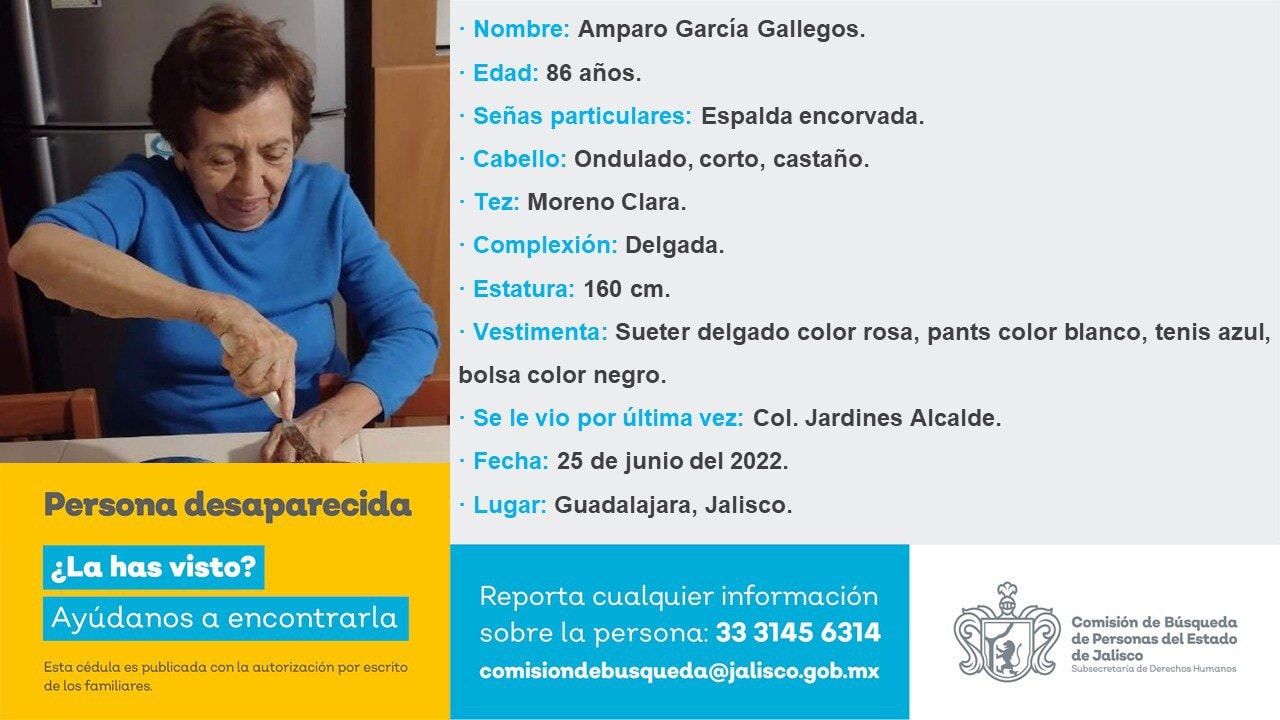 · Nombre: Amparo García Gallegos.
· Edad: 86 años.
· Señas particulares: Espalda encorvada.
· Cabello: Ondulado, corto, castaño.
· Tez: Moreno Clara.
· Complexión: Delgada.
· Estatura: 160 cm.
· Vestimenta: Sueter delgado color rosa, pants color blanco, tenis azul,
bolsa color negro.
· Se le vio por última vez: Col. Jardines Alcalde.
· Fecha: 25 de junio del 2022.
· Lugar: Guadalajara, Jalisco.
Persona desaparecida
¿La has visto?
Ayúdanos a encontrarla
Esta cédula es publicada con la autorización por escrito
de los familiares.
Reporta cualquier información
sobre la persona: 33 3145 6314
comisiondebusqueda@jalisco.gob.mx
Comisión de Búsqueda
de Personas del Estado
de Jalisco
Subsecretaría de Derechos Humanos